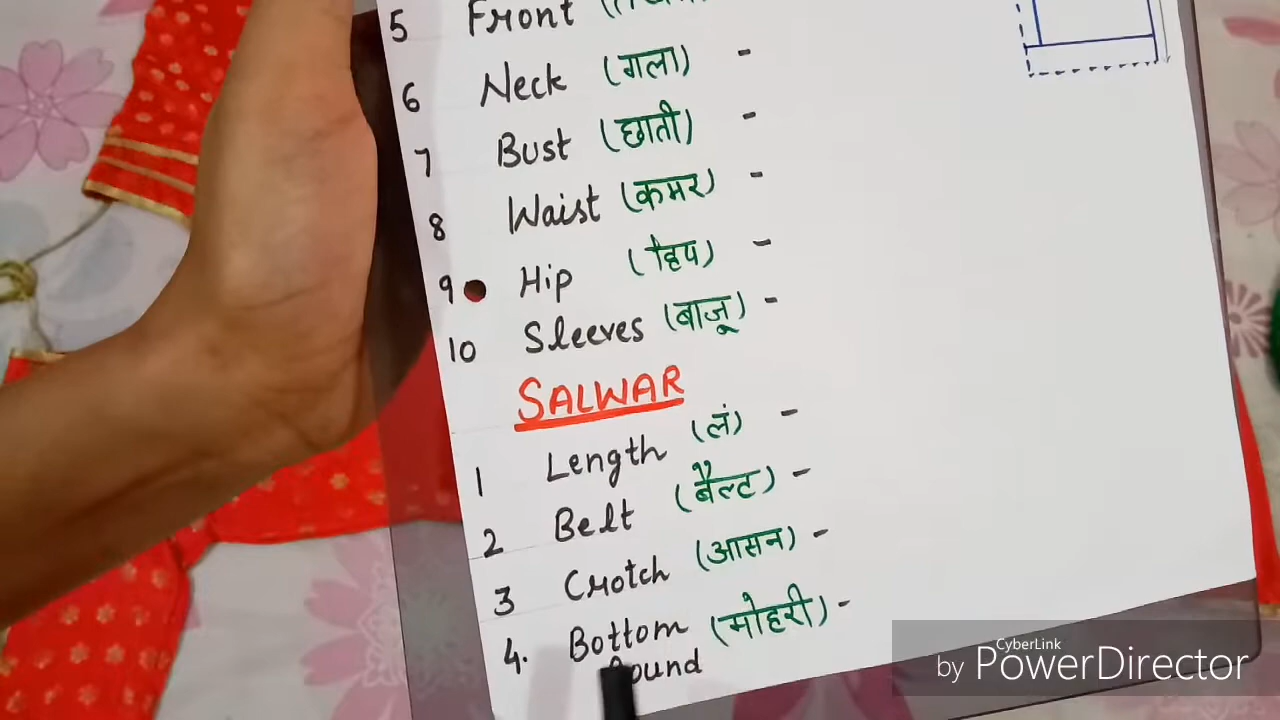 5 Front
6 Neck (गला) -
7 Bust (छाती) -
8 Waist (कमर) -
9 Hip (हिप) -
10 Sleeves (बाजू) -
SALWAR
1 Length (लं) -
2 Belt (बैल्ट) -
3 Crotch (आसन) -
4. Bottom (मोहरी) -
CyberLink
by PowerDirector